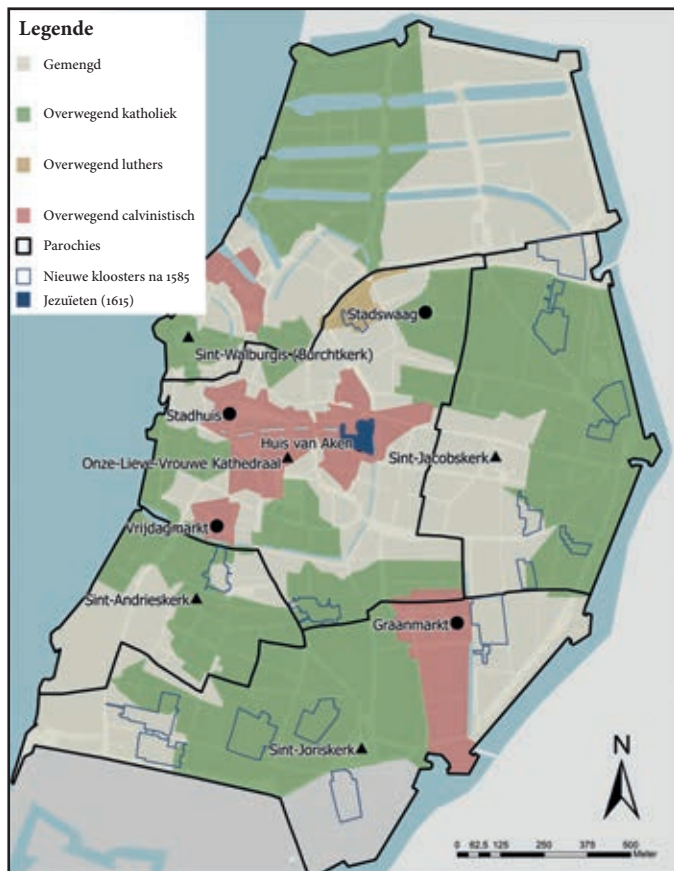 Legende
Gemengd
Overwegend katholiek
Overwegend luthers
Overwegend calvinistisch
Parochies
Nieuwe kloosters na 1585
Jezuïeten (1615)
Stadswaag
Sint-Walburgis-(Burchtkerk)
Stadhuis
Huis van Aken
Onze-Lieve-Vrouwe Kathedraal
Sint-Jacobskerk
Vrijdagmarkt
Sint-Andrieskerk
Graanmarkt
Sint-Joriskerk
N
0 62,5 125 250 375 500
Meter